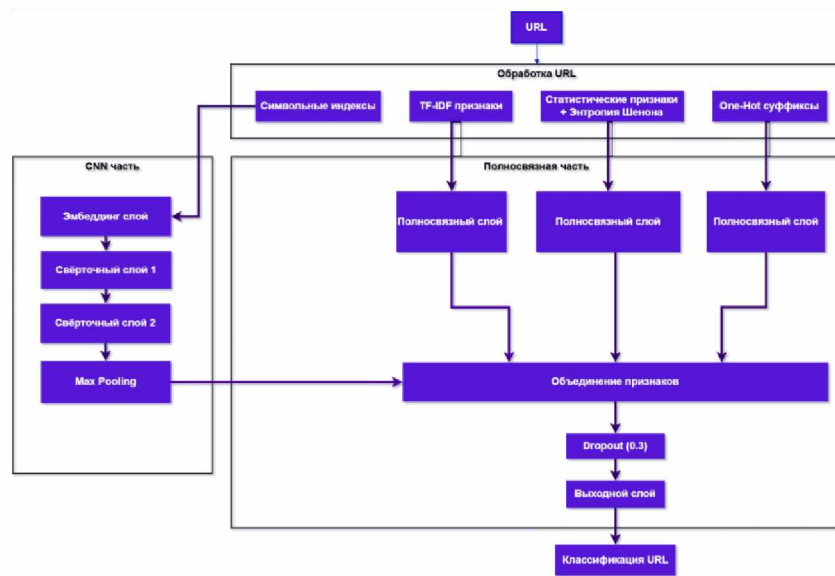 URL
Обработка URL
Символьные индексы
TF-IDF признаки
Статистические признаки
+ Энтропия Шенона
One-Hot суффиксы
CNN часть
Полносвязная часть
Эмбеддинг слой
Свёрточный слой 1
Свёрточный слой 2
Max Pooling
Полносвязный слой
Полносвязный слой
Полносвязный слой
Объединение признаков
Dropout (0.3)
Выходной слой
Классификация URL